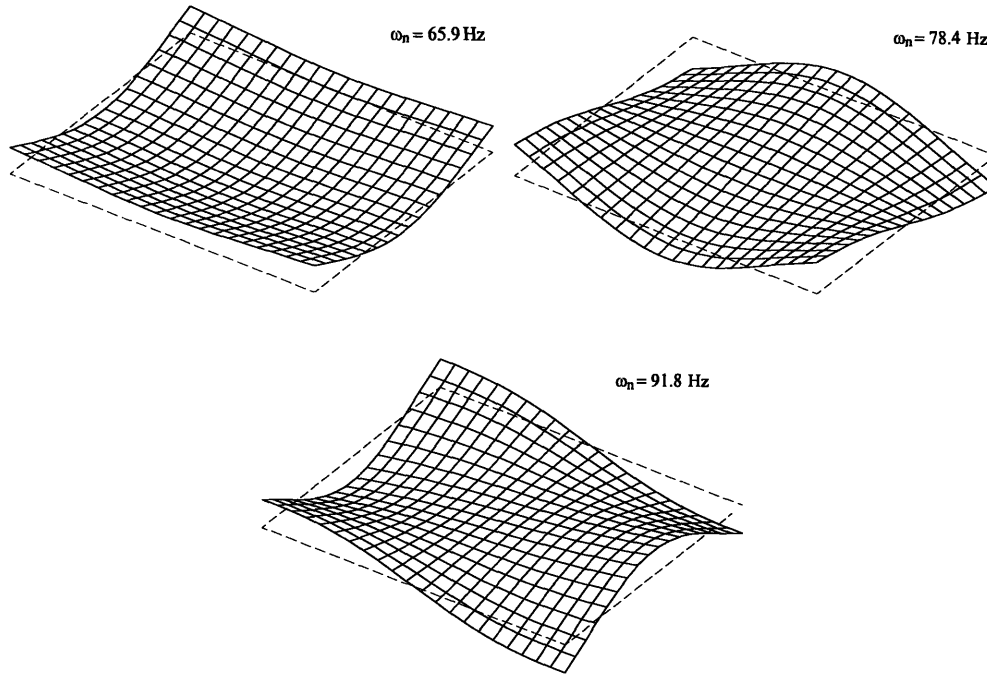 ωₙ = 65.9 Hz
ωₙ = 78.4 Hz
ωₙ = 91.8 Hz